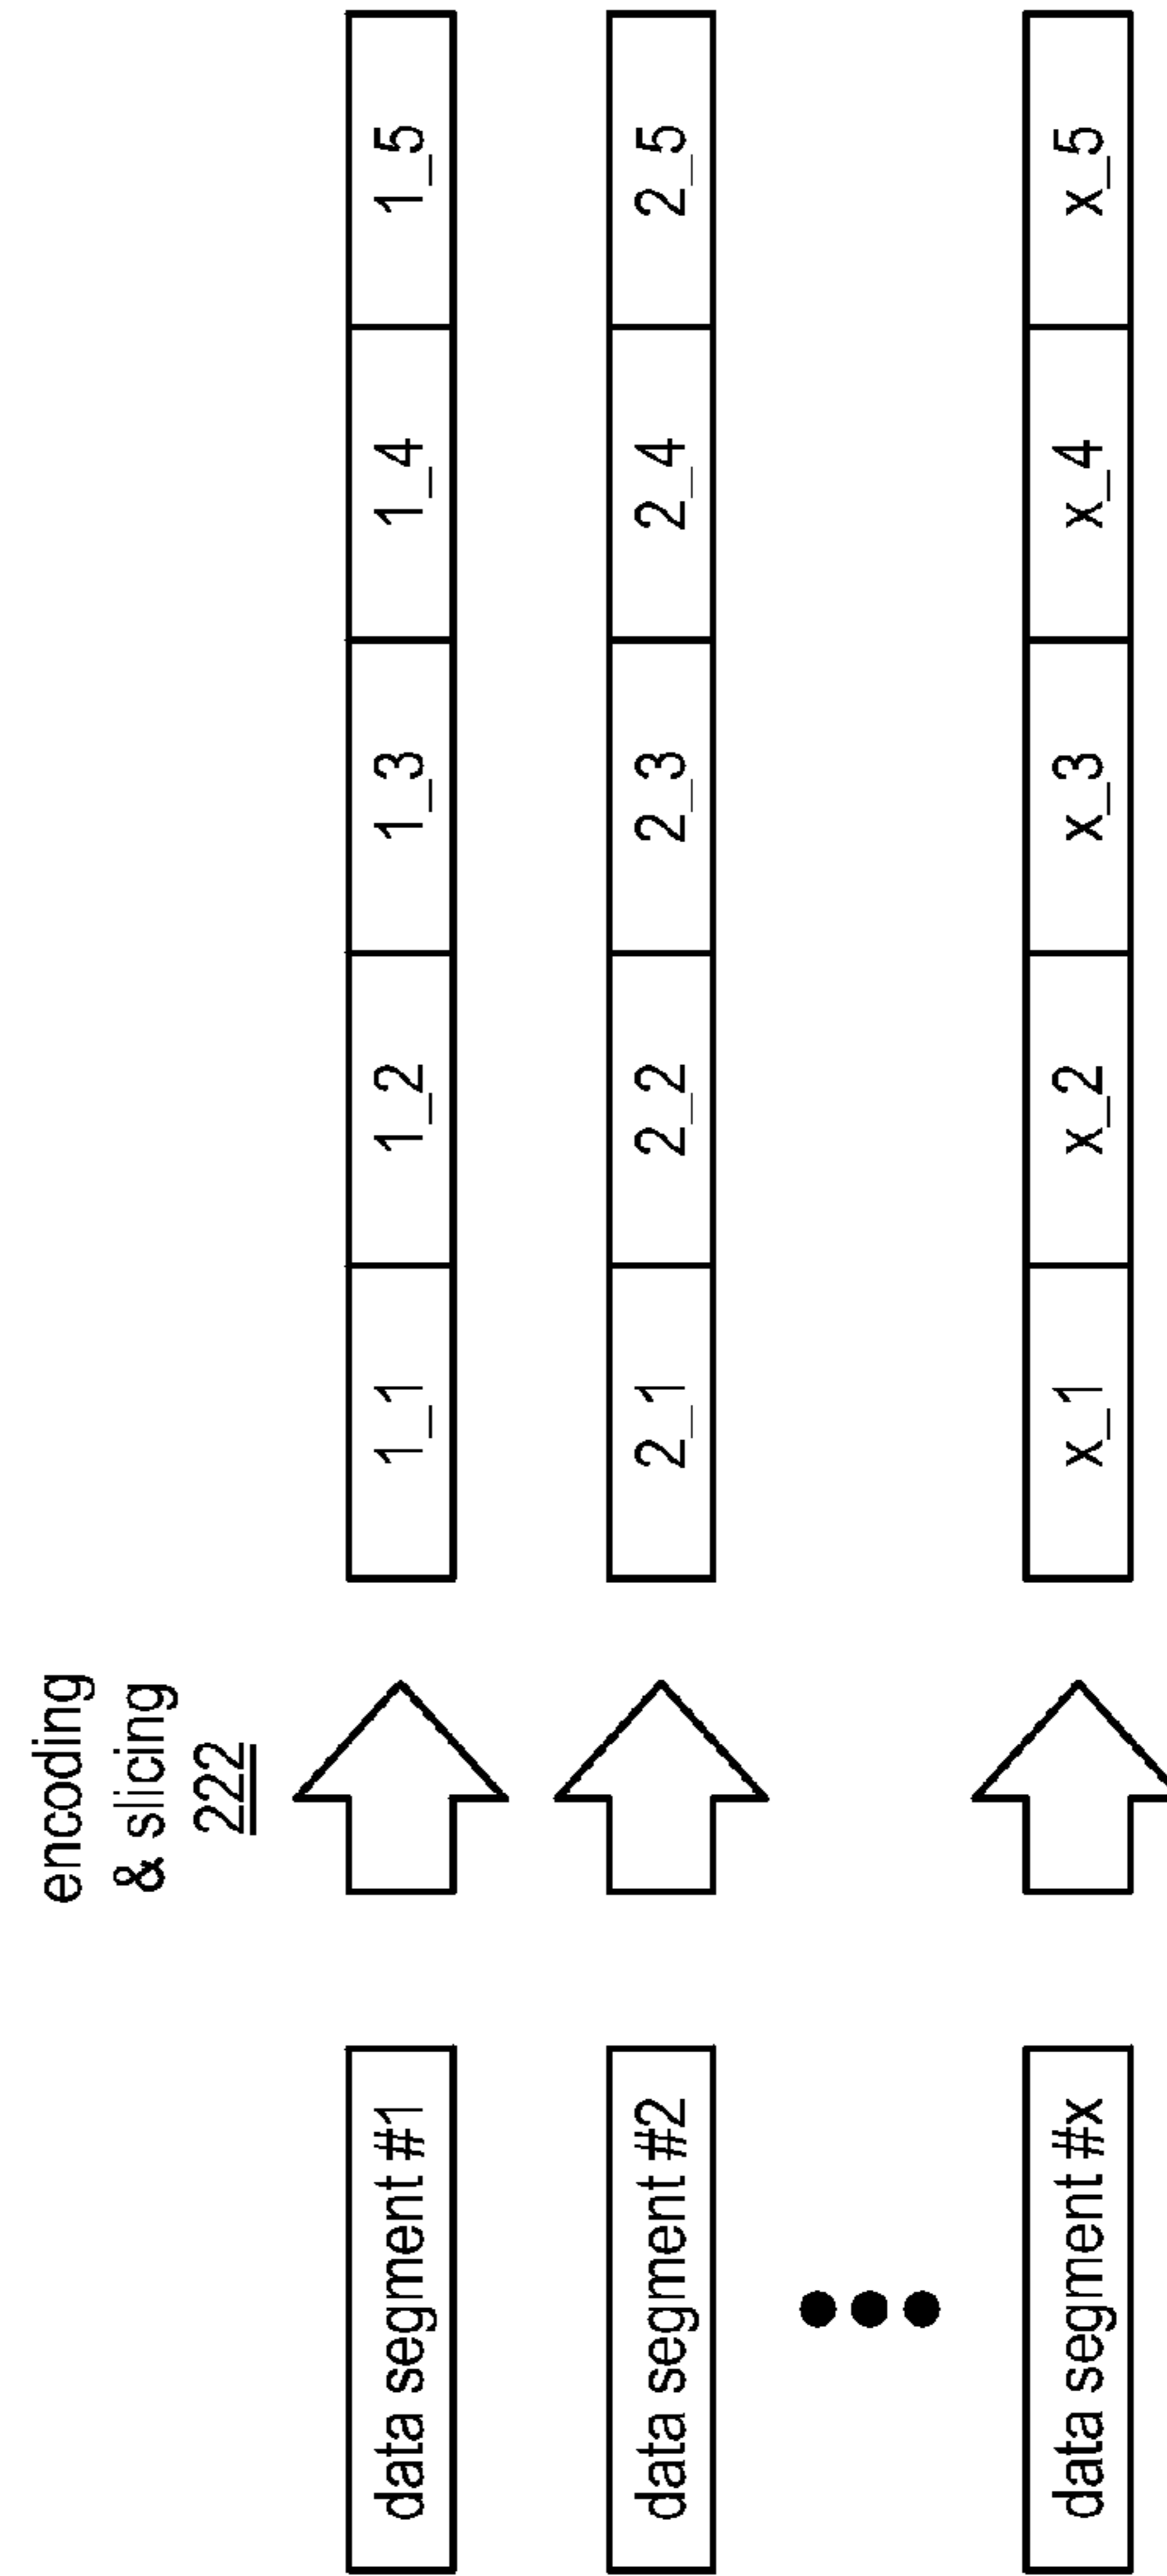 encoding
& slicing
222
data segment #1
1_1 1_2 1_3 1_4 1_5
data segment #2
2_1 2_2 2_3 2_4 2_5
data segment #x
x_1 x_2 x_3 x_4 x_5